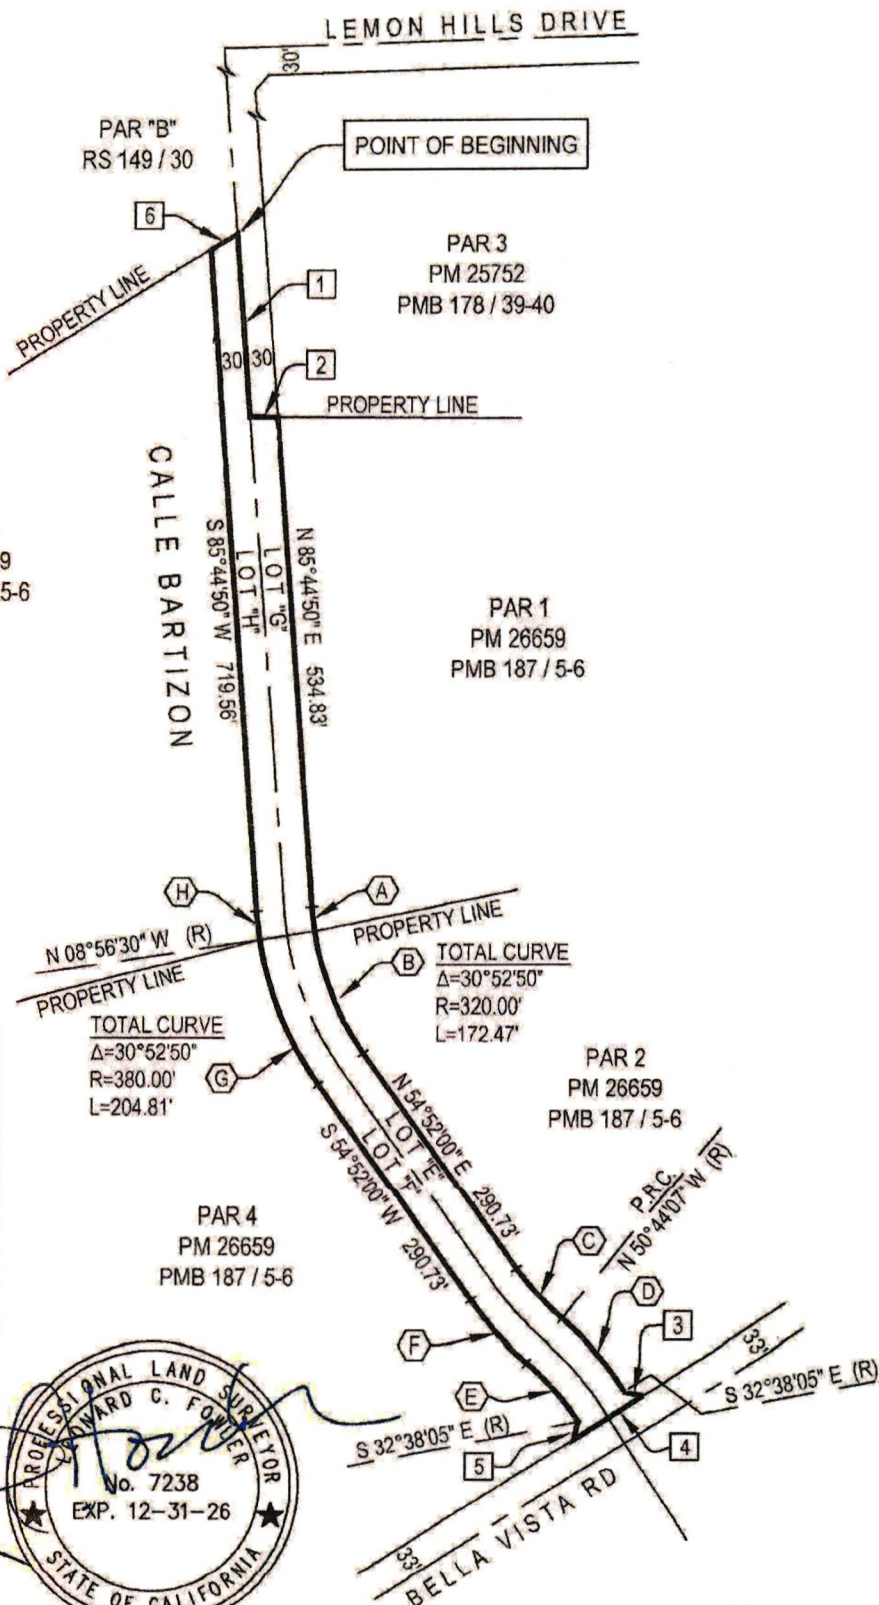 LEMON HILLS DRIVE
30'
PAR "B"
RS 149 / 30
POINT OF BEGINNING
6
PAR 3
PM 25752
PMB 178 / 39-40
PROPERTY LINE
1
30
30
2
PROPERTY LINE
CALLE BARTIZON
S 85°44'50" W 719.56'
LOT "H"
LOT "G"
N 85°44'50" E 534.83'
9
5-6
PAR 1
PM 26659
PMB 187 / 5-6
H
A
N 08°56'30" W (R)
PROPERTY LINE
PROPERTY LINE
B
TOTAL CURVE
Δ=30°52'50"
R=320.00'
L=172.47'
TOTAL CURVE
Δ=30°52'50"
R=380.00'
L=204.81'
G
PAR 2
PM 26659
PMB 187 / 5-6
N 54°52'00" E 290.73'
LOT "E"
LOT "F"
S 54°52'00" W 290.73'
P.R.C.
N 50°44'07" W (R)
PAR 4
PM 26659
PMB 187 / 5-6
C
D
3
F
E
33'
S 32°38'05" E (R)
S 32°38'05" E (R)
5
4
33'
BELLA VISTA RD
PROFESSIONAL LAND SURVEYOR
LEONARD C. FOWLER
No. 7238
EXP. 12-31-26
STATE OF CALIFORNIA